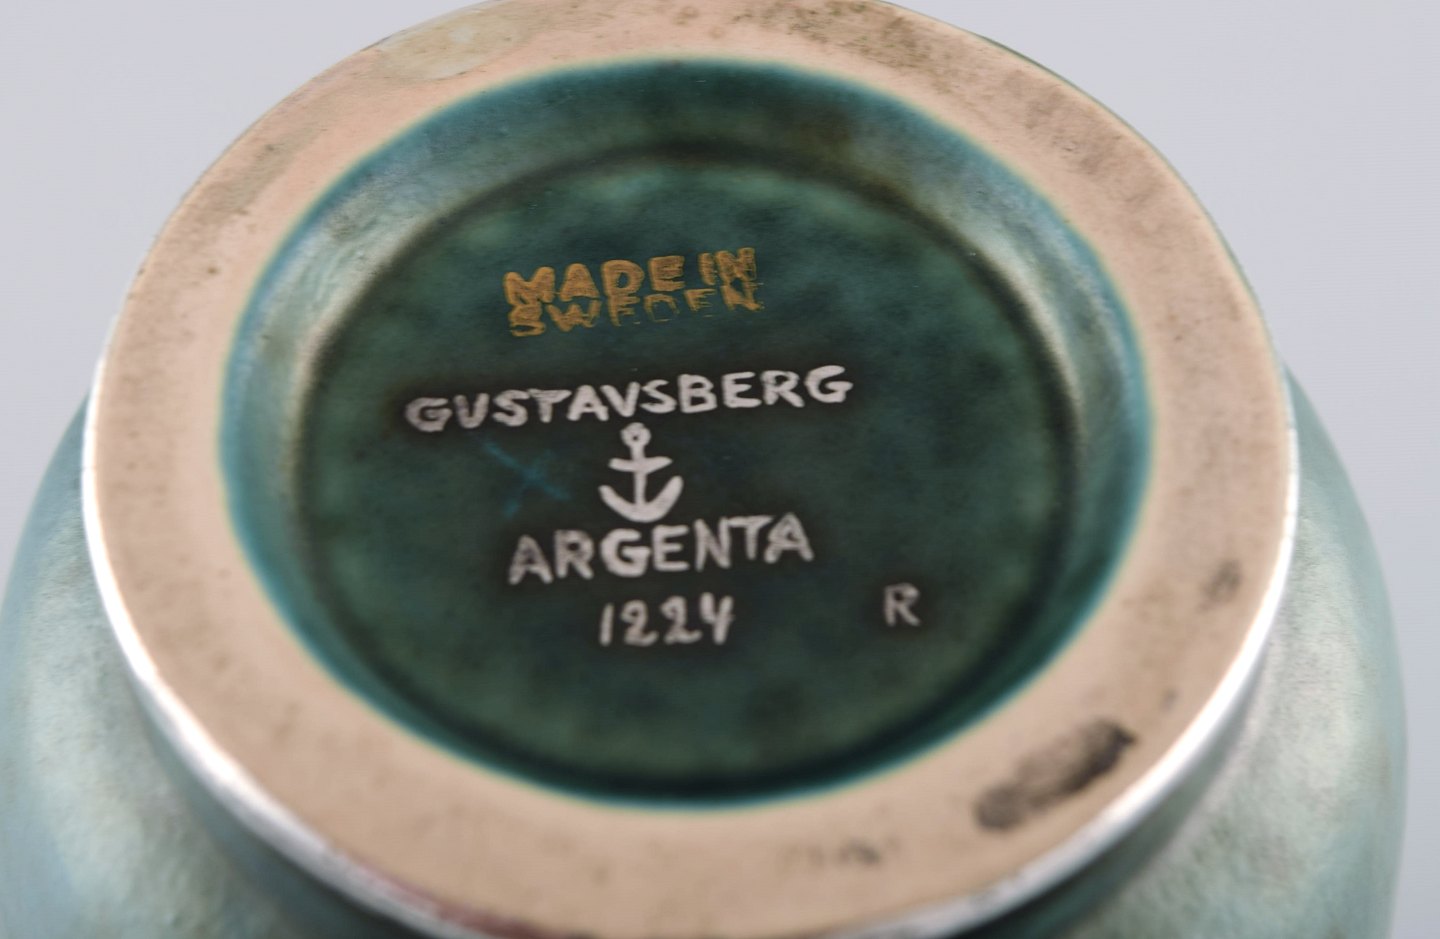 MADE IN
SWEDEN
GUSTAVSBERG
ARGENTA
1224 R